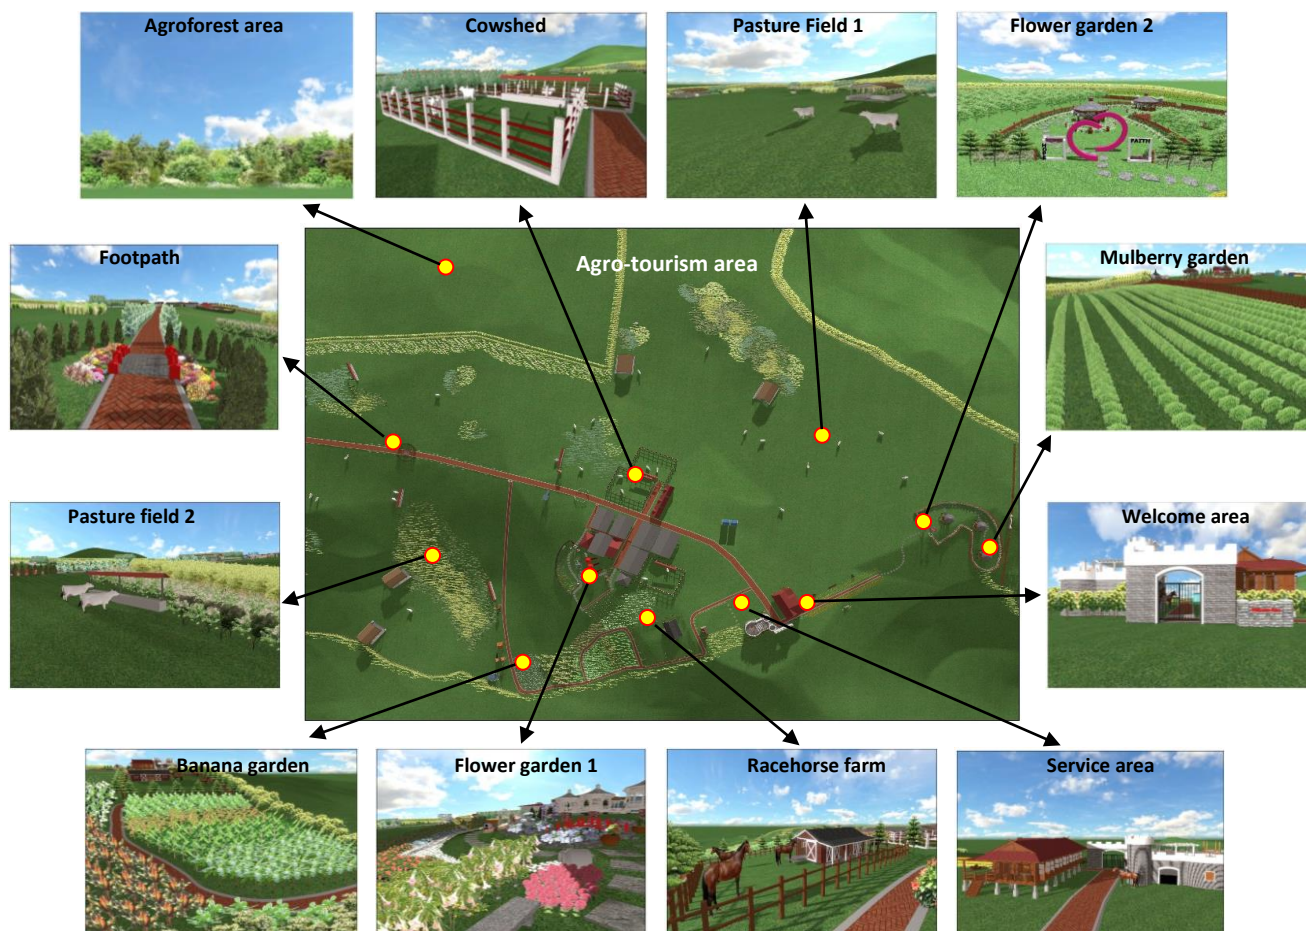 Agroforest area
Cowshed
Pasture Field 1
Flower garden 2
FAITH
Footpath
Agro-tourism area
Mulberry garden
Pasture field 2
Welcome area
Banana garden
Flower garden 1
Racehorse farm
Service area